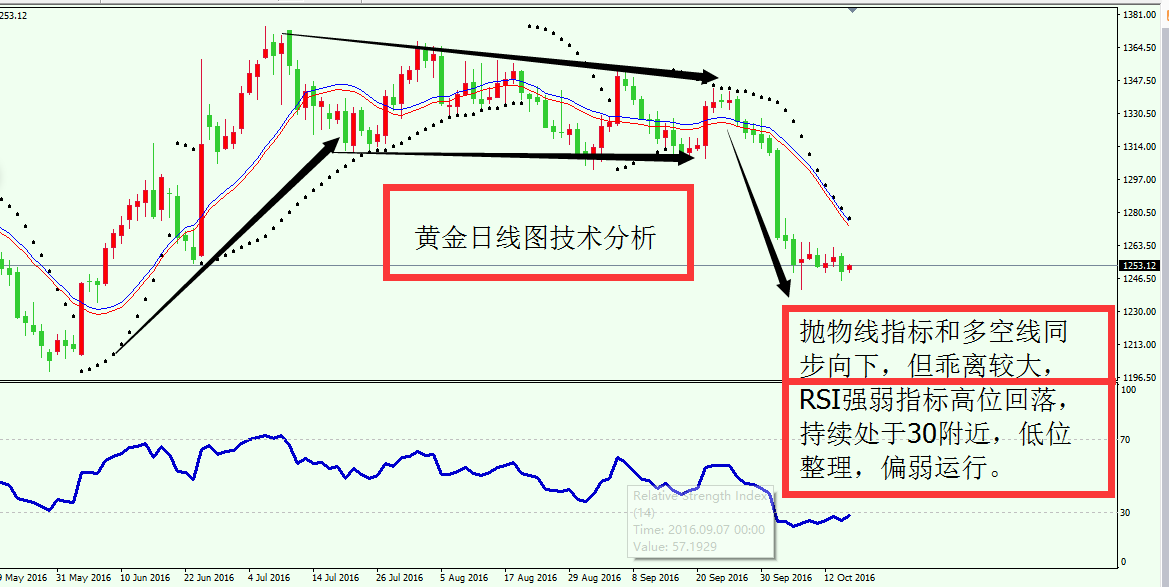 253.12
1381.00
1364.50
1347.50
1330.50
1314.00
1297.00
1280.50
1263.50
1253.12
1246.50
1230.00
1213.00
1196.50
黄金日线图技术分析
抛物线指标和多空线同
步向下，但乖离较大，
RSI强弱指标高位回落，
持续处于30附近，低位
整理，偏弱运行。
100
70
30
0
Relative Strength Index
(14)
Time: 2016.09.07 00:00
Value: 57.1929
9 May 2016 31 May 2016 10 Jun 2016 22 Jun 2016 4 Jul 2016 14 Jul 2016 26 Jul 2016 5 Aug 2016 17 Aug 2016 29 Aug 2016 8 Sep 2016 20 Sep 2016 30 Sep 2016 12 Oct 2016